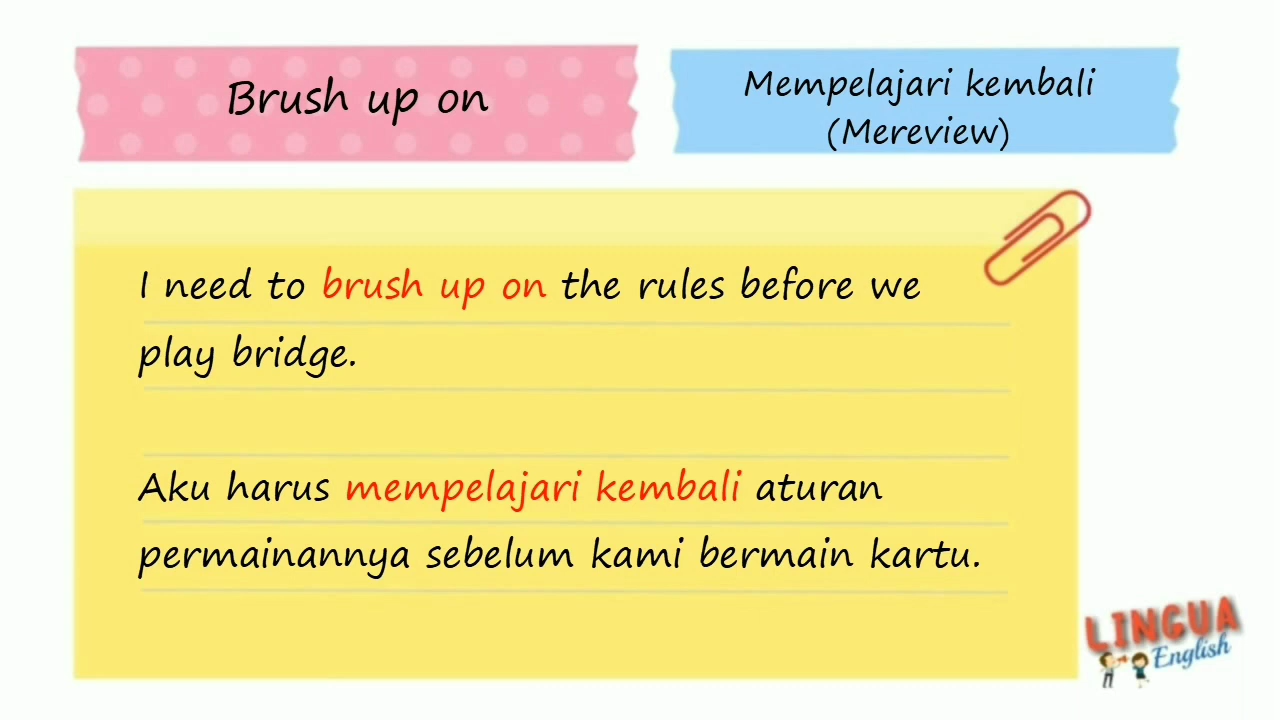 Brush up on
Mempelajari kembali
(Mereview)
I need to brush up on the rules before we
play bridge.
Aku harus mempelajari kembali aturan
permainannya sebelum kami bermain kartu.
LINGUA
English